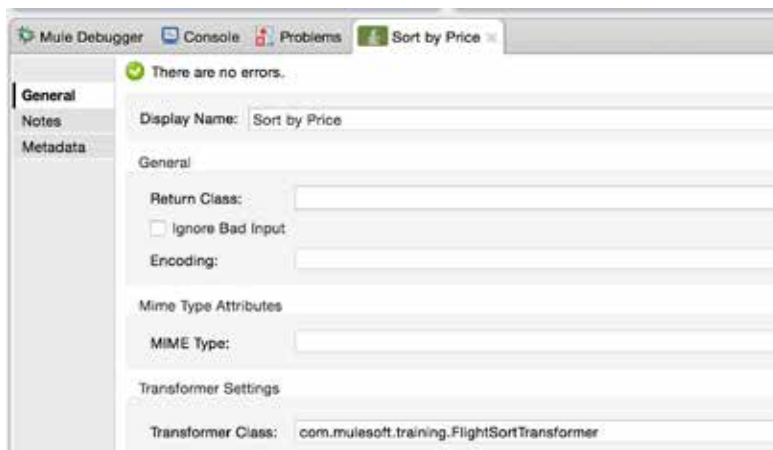 Mule Debugger Console Problems Sort by Price
There are no errors.
General
Notes
Metadata
Display Name: Sort by Price
General
Return Class:
Ignore Bad Input
Encoding:
Mime Type Attributes
MIME Type:
Transformer Settings
Transformer Class: com.mulesoft.training.FlightSortTransformer